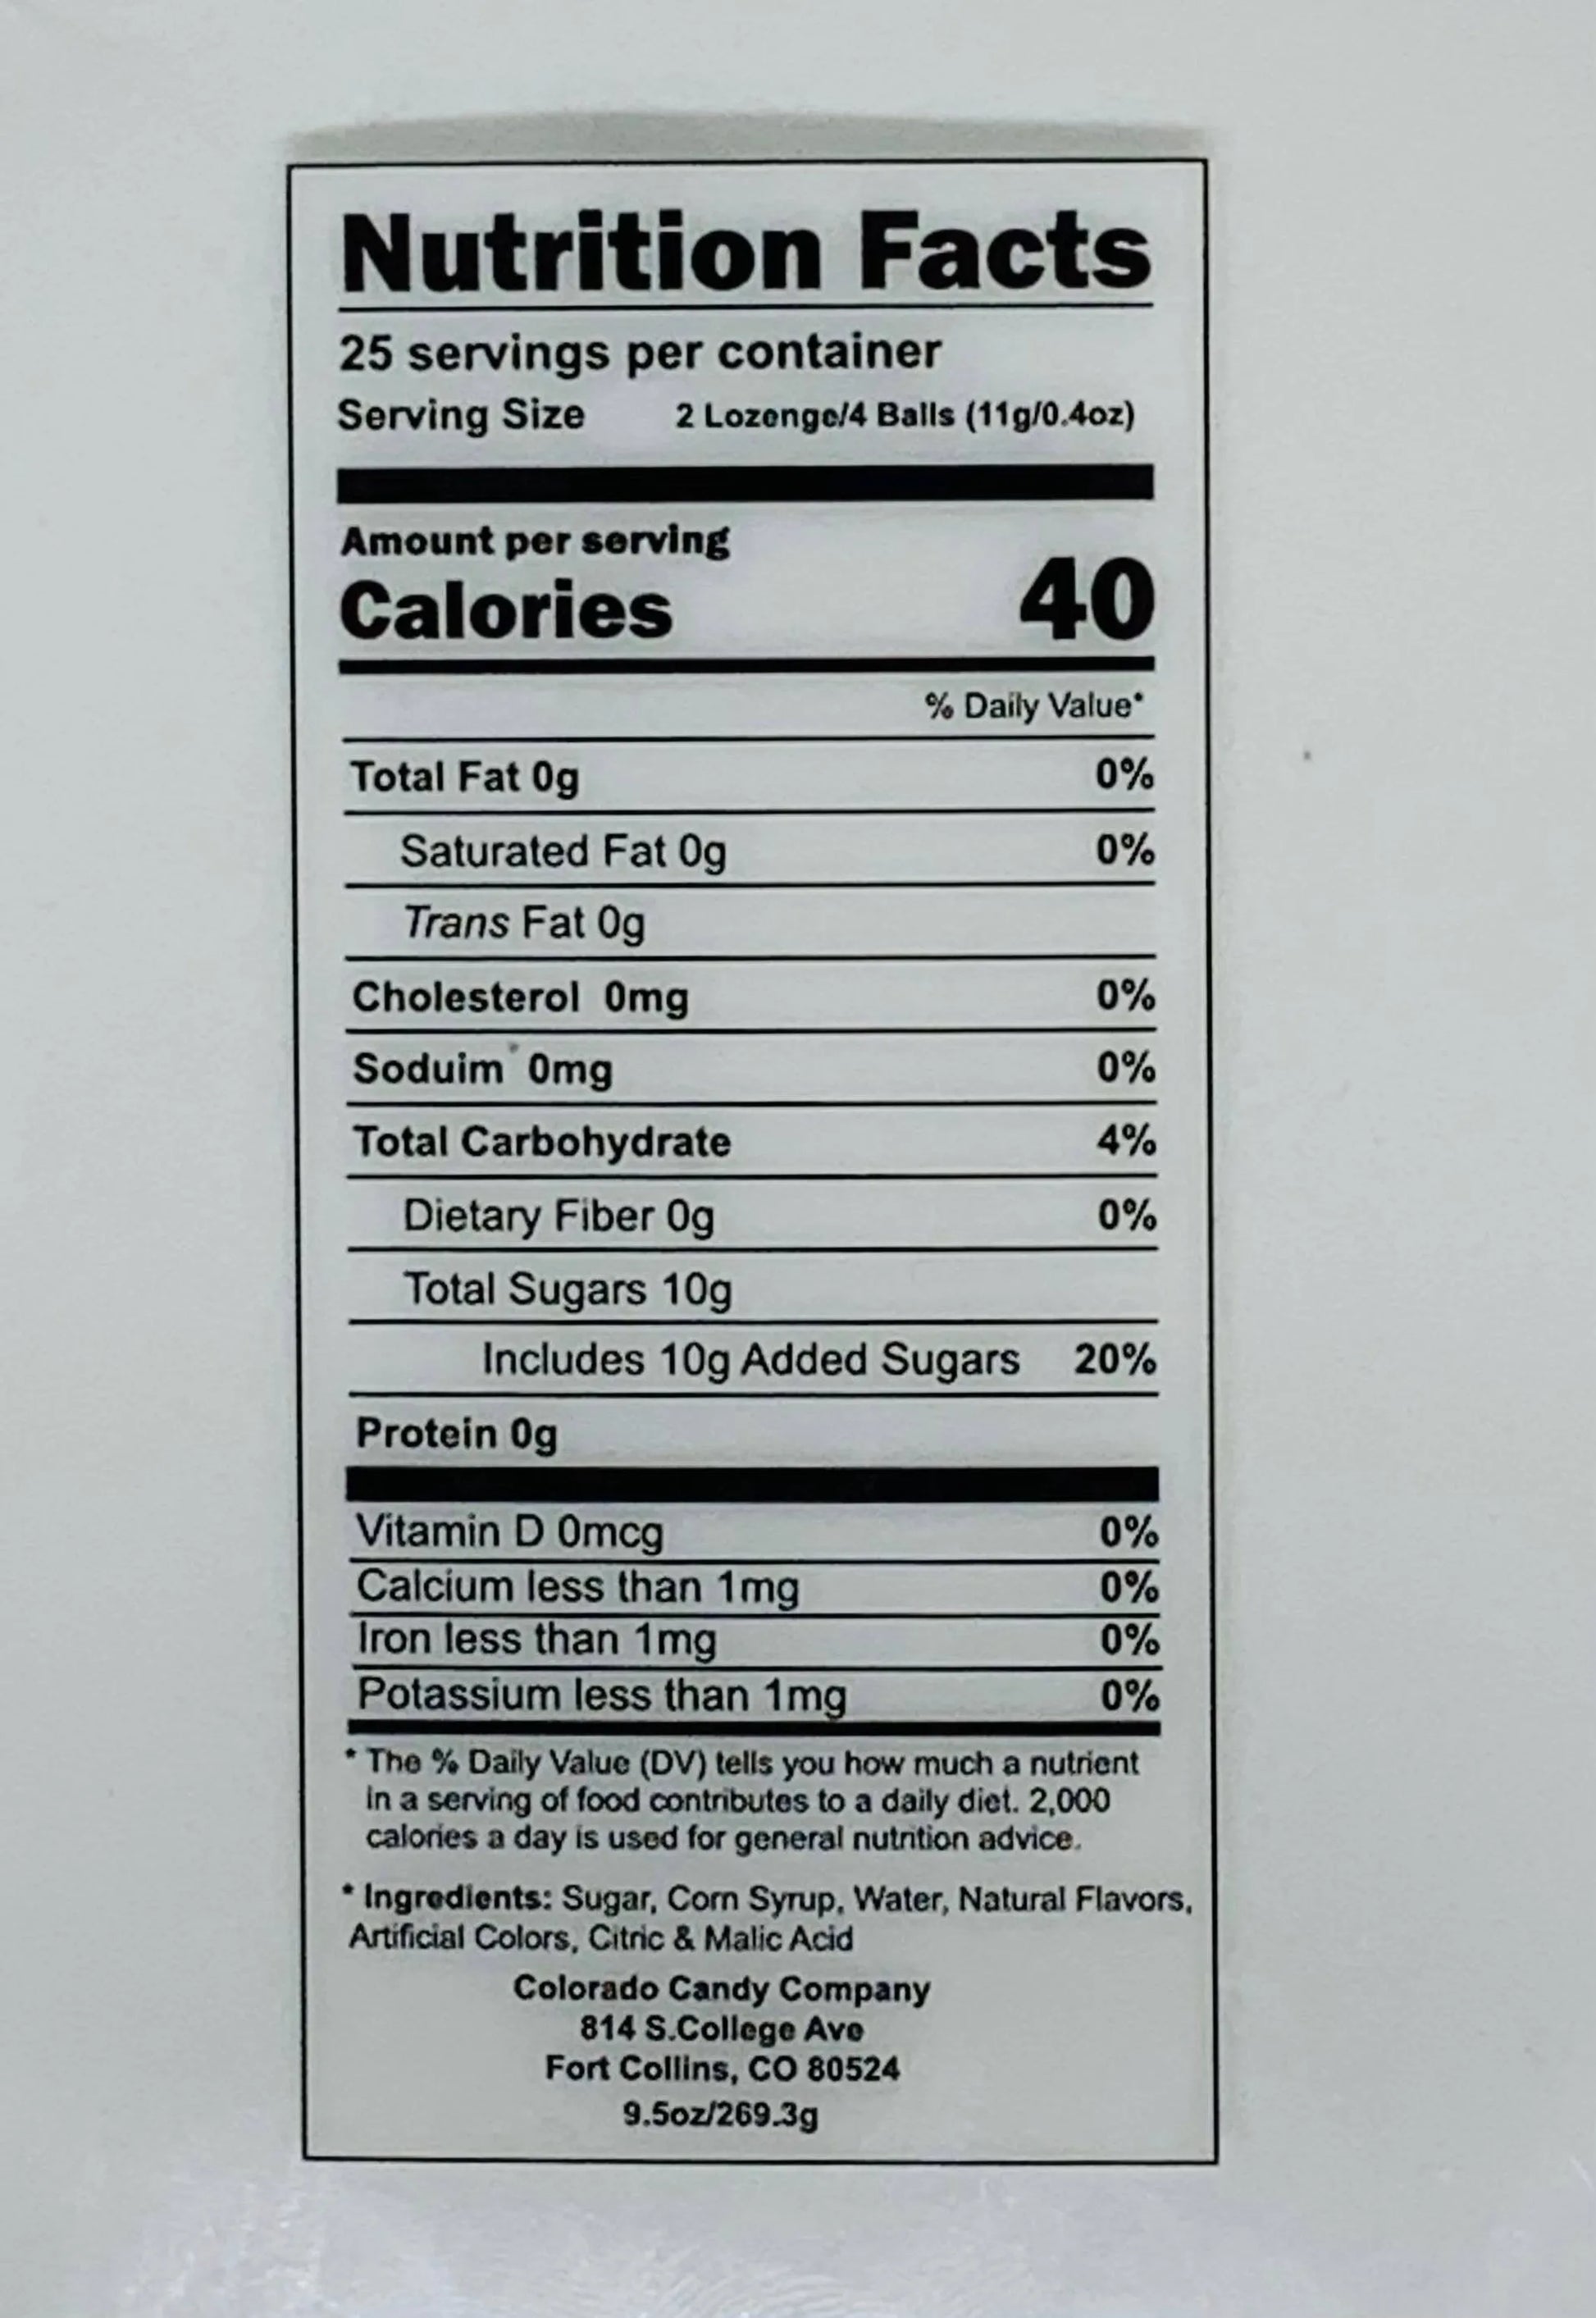 Nutrition Facts
25 servings per container
Serving Size 2 Lozenge/4 Balls (11g/0.4oz)
Amount per serving
Calories 40
% Daily Value*
Total Fat 0g 0%
Saturated Fat 0g 0%
Trans Fat 0g
Cholesterol 0mg 0%
Soduim 0mg 0%
Total Carbohydrate 4%
Dietary Fiber 0g 0%
Total Sugars 10g
Includes 10g Added Sugars 20%
Protein 0g
Vitamin D 0mcg 0%
Calcium less than 1mg 0%
Iron less than 1mg 0%
Potassium less than 1mg 0%
* The % Daily Value (DV) tells you how much a nutrient
in a serving of food contributes to a daily diet. 2,000
calories a day is used for general nutrition advice.
* Ingredients: Sugar, Corn Syrup, Water, Natural Flavors,
Artificial Colors, Citric & Malic Acid
Colorado Candy Company
814 S.College Ave
Fort Collins, CO 80524
9.5oz/269.3g